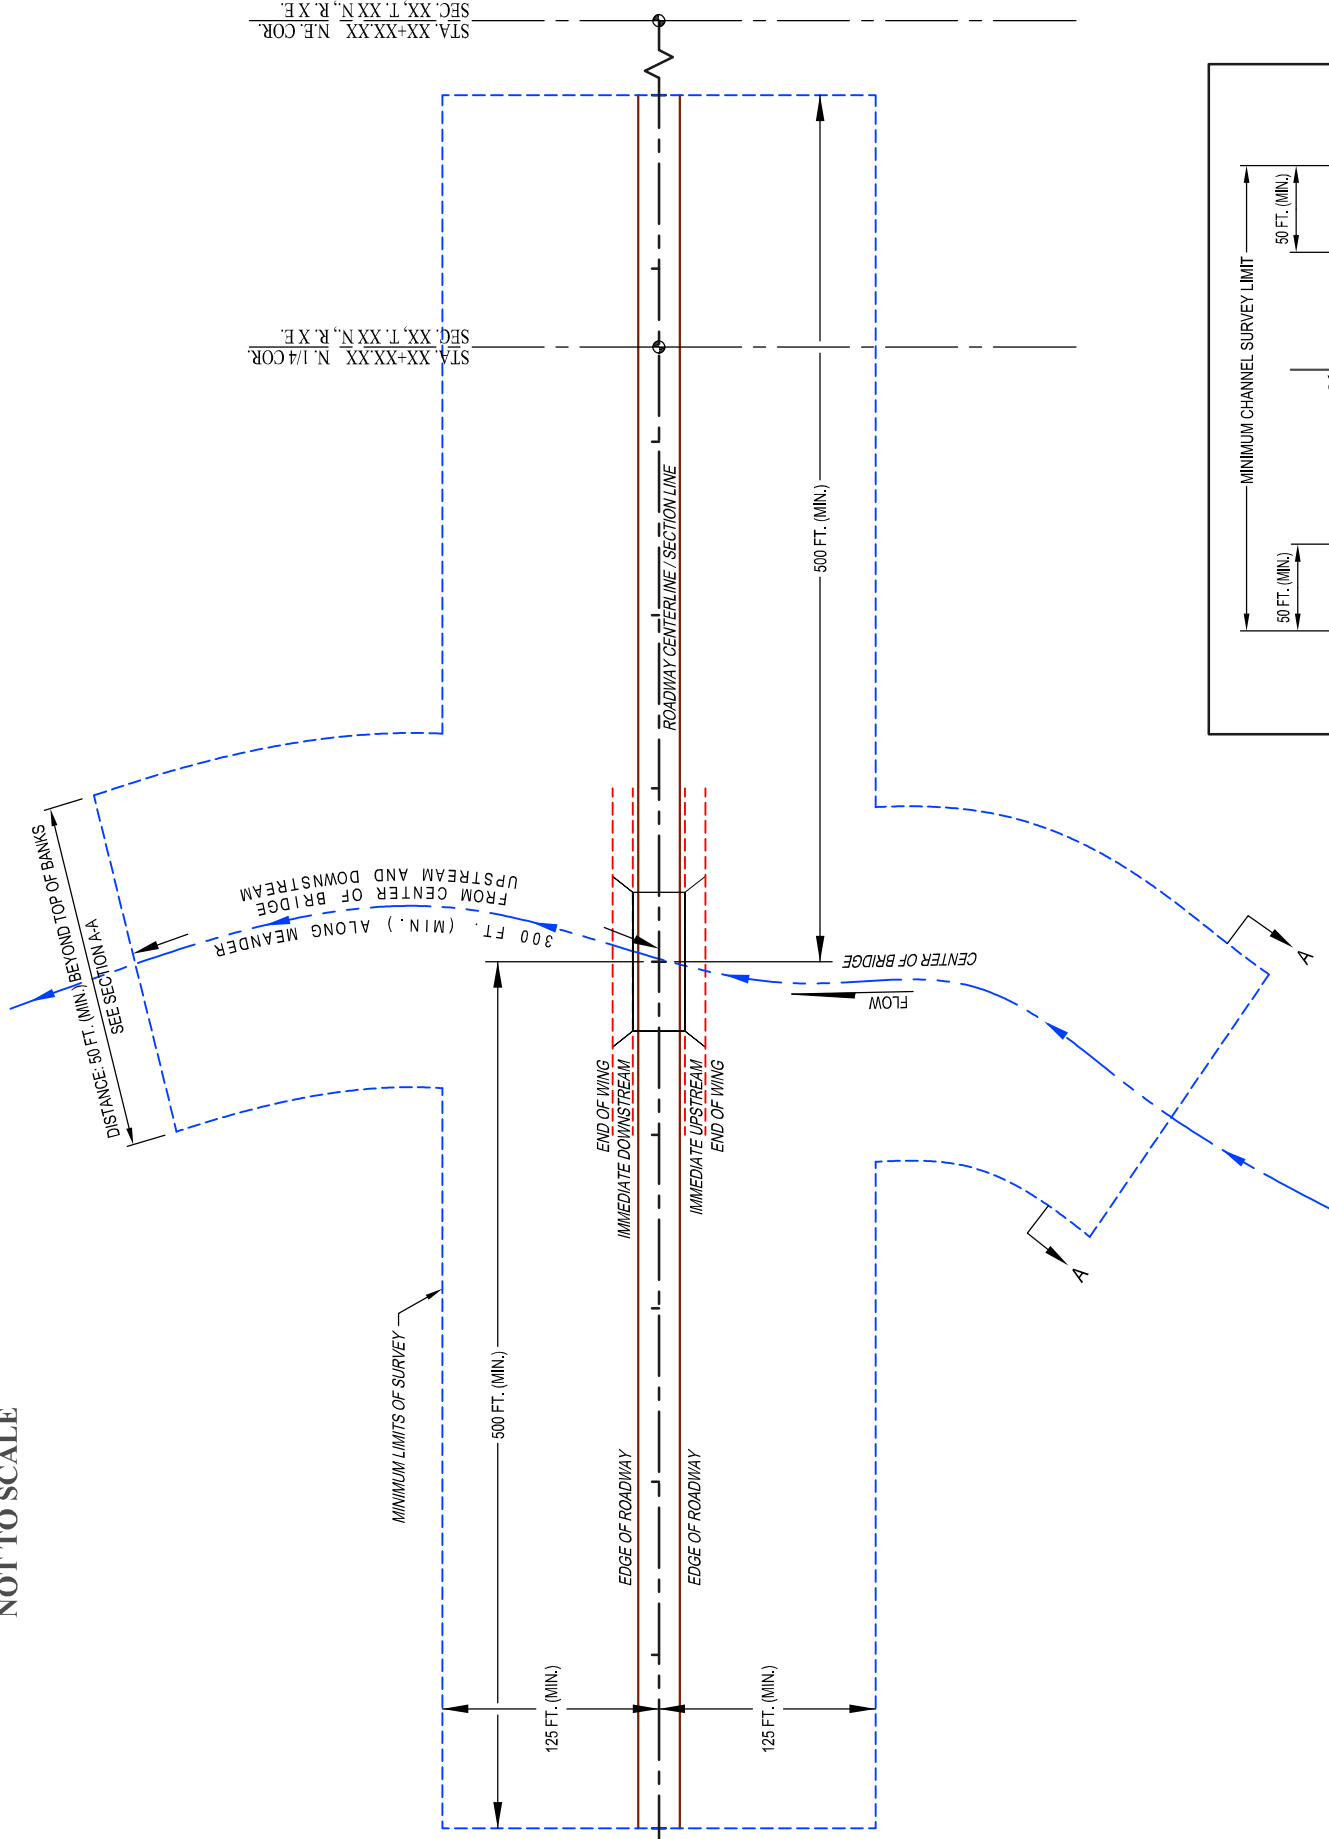 SEC. XX, T. XX N., R. X E.
STA. XX+XX.XX N.E. COR.
SEC. XX, T. XX N., R. X E.
STA. XX+XX.XX N. 1/4 COR.
50 FT. (MIN.)
MINIMUM CHANNEL SURVEY LIMIT
50 FT. (MIN.)
500 FT. (MIN.)
ROADWAY CENTERLINE / SECTION LINE
DISTANCE: 50 FT. (MIN.) BEYOND TOP OF BANKS
SEE SECTION A-A
300 FT. (MIN.) ALONG MEANDER
FROM CENTER OF BRIDGE
UPSTREAM AND DOWNSTREAM
CENTER OF BRIDGE
FLOW
A
A
END OF WING
IMMEDIATE DOWNSTREAM
IMMEDIATE UPSTREAM
END OF WING
MINIMUM LIMITS OF SURVEY
500 FT. (MIN.)
EDGE OF ROADWAY
EDGE OF ROADWAY
125 FT. (MIN.)
125 FT. (MIN.)
NOT TO SCALE